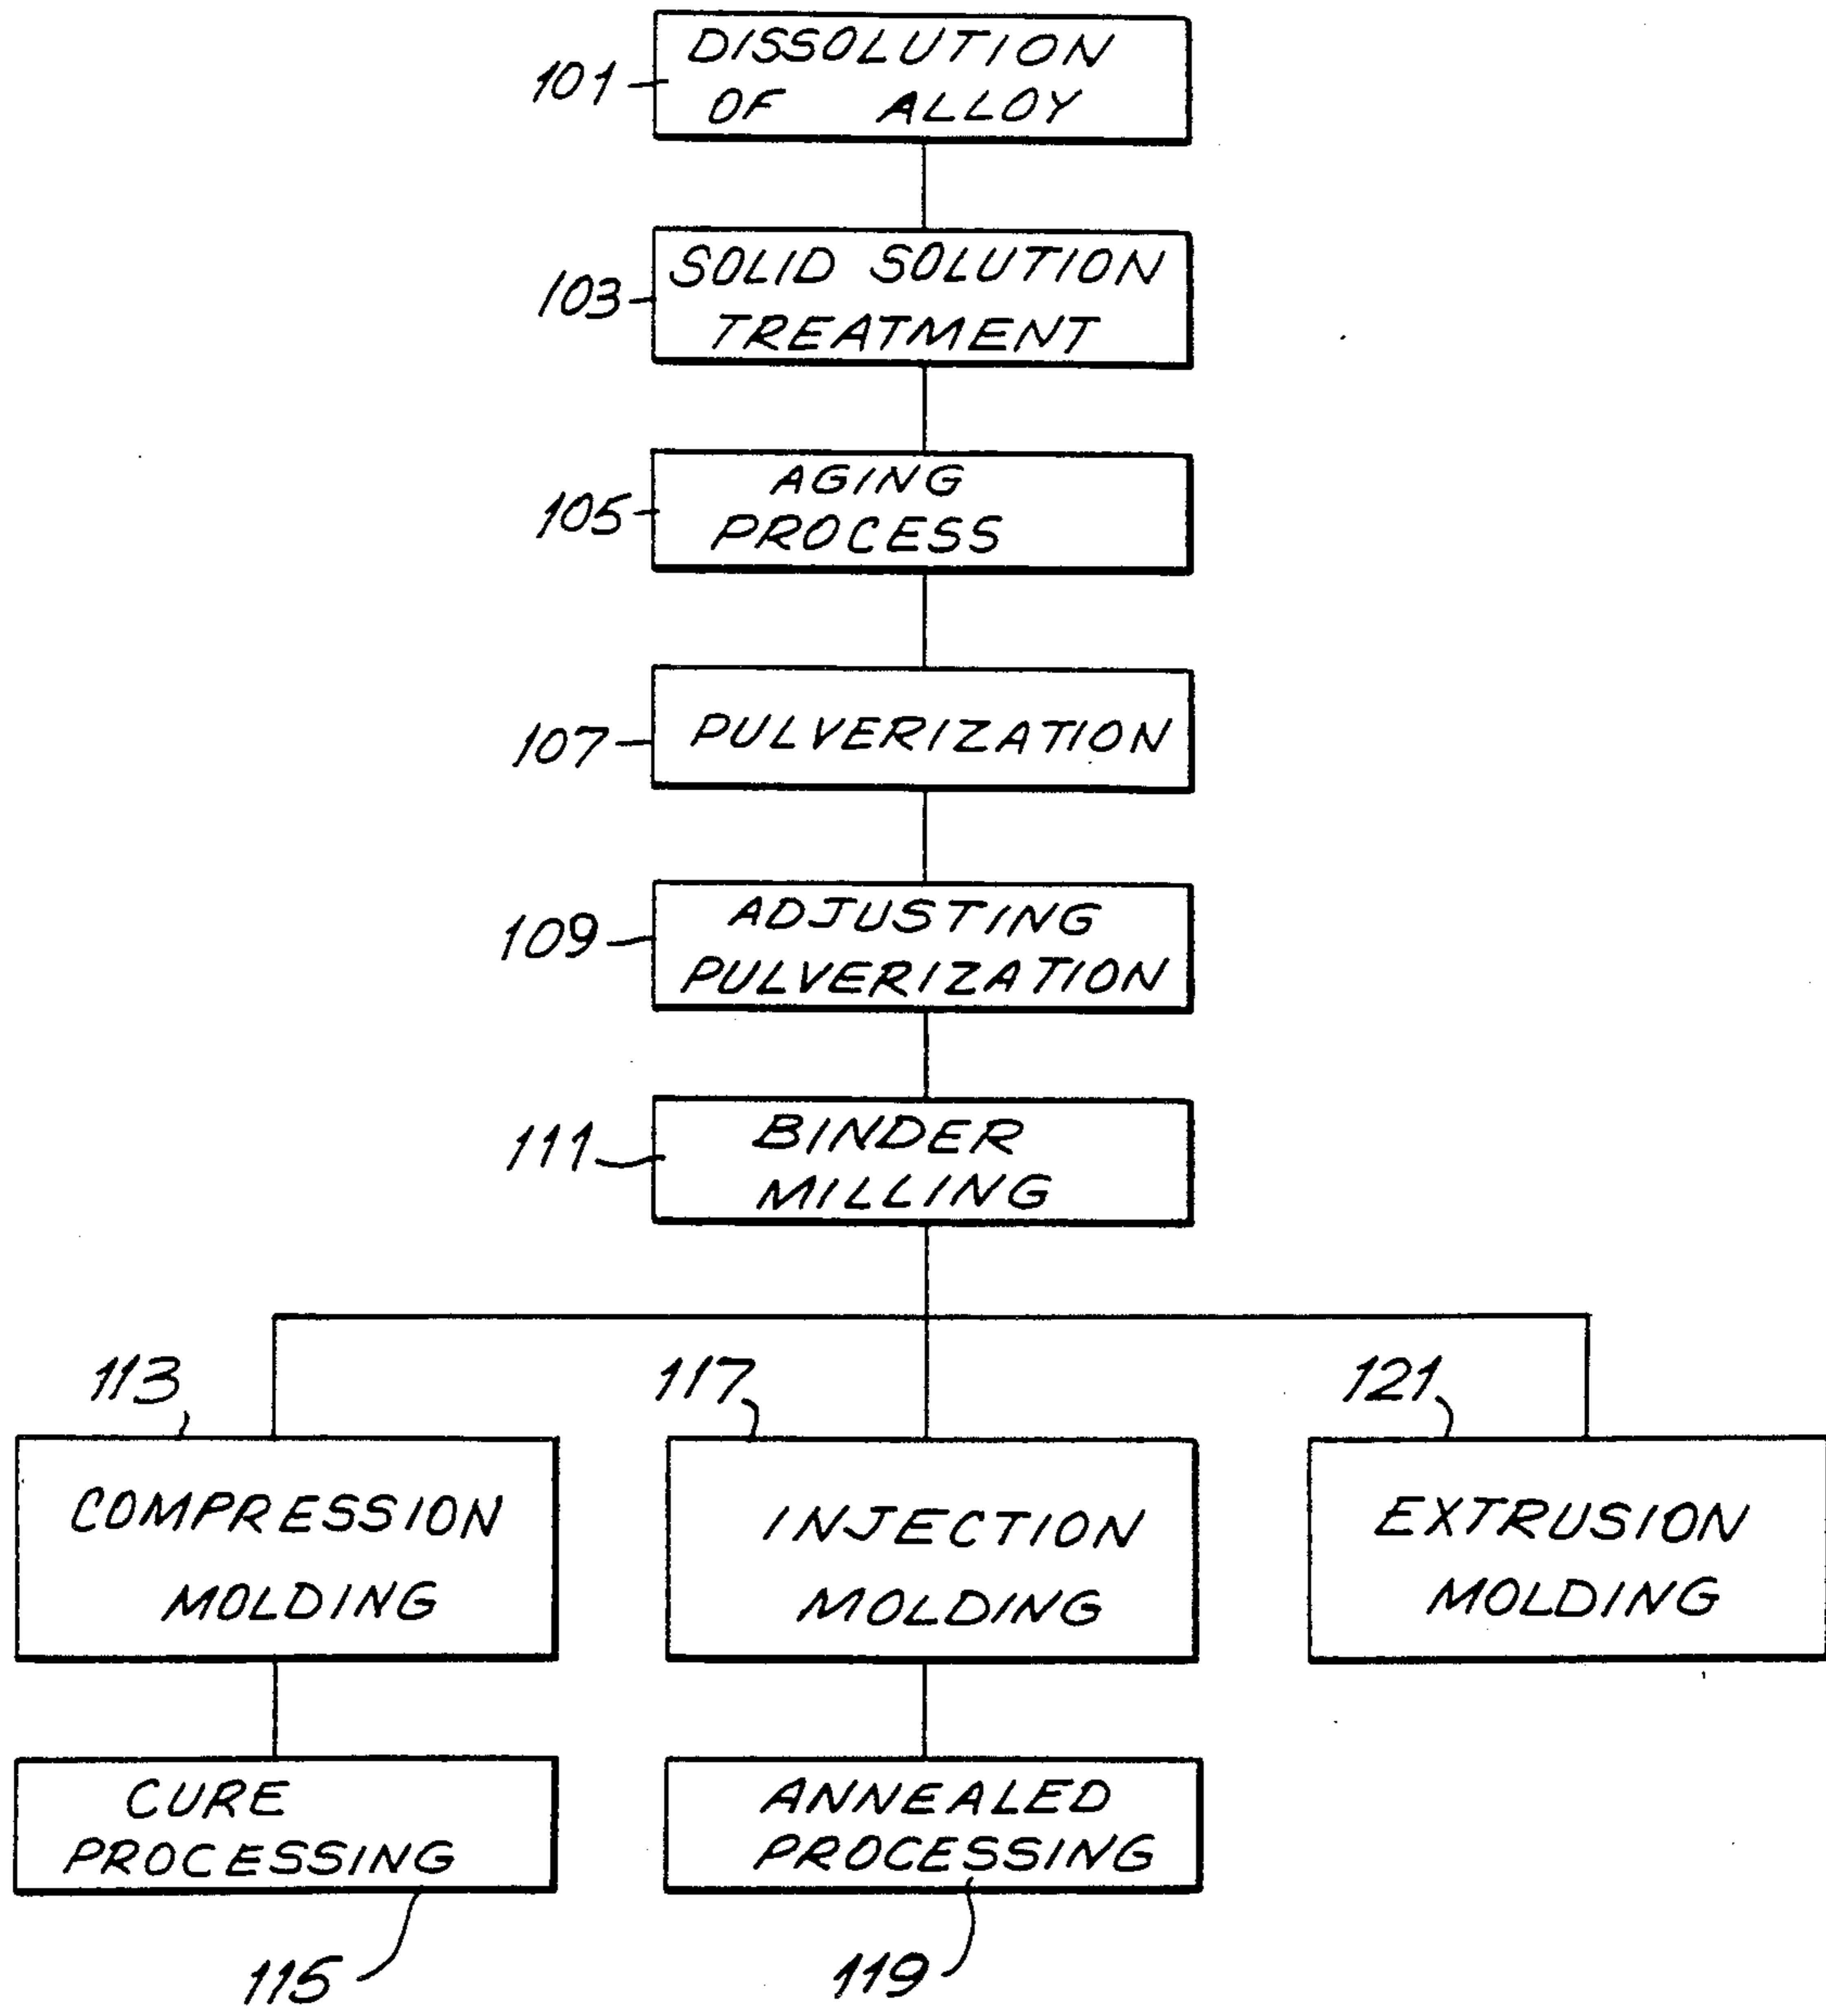 DISSOLUTION
OF ALLOY
101
SOLID SOLUTION
TREATMENT
103
AGING
PROCESS
105
PULVERIZATION
107
ADJUSTING
PULVERIZATION
109
BINDER
MILLING
111
113
117
121
COMPRESSION
MOLDING
INJECTION
MOLDING
EXTRUSION
MOLDING
CURE
PROCESSING
ANNEALED
PROCESSING
115
119